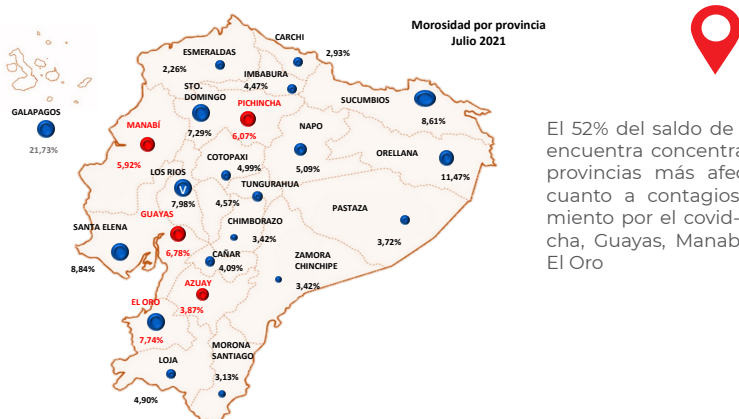 Morosidad por provincia
Julio 2021
CARCHI
2,93%
ESMERALDAS
2,26%
IMBABURA
4,47%
STO.
DOMINGO
7,29%
PICHINCHA
6,07%
SUCUMBIOS
8,61%
GALAPAGOS
21,73%
MANABÍ
5,92%
NAPO
5,09%
ORELLANA
11,47%
COTOPAXI
4,99%
LOS RIOS
V
7,98%
TUNGURAHUA
4,57%
PASTAZA
3,72%
GUAYAS
6,78%
CHIMBORAZO
3,42%
SANTA ELENA
8,84%
CAÑAR
4,09%
ZAMORA
CHINCHIPE
3,42%
AZUAY
3,87%
EL ORO
7,74%
MORONA
SANTIAGO
3,13%
LOJA
4,90%
El 52% del saldo de
encuentra concentra
provincias más afec
cuanto a contagios
miento por el covid-
cha, Guayas, Manab
El Oro